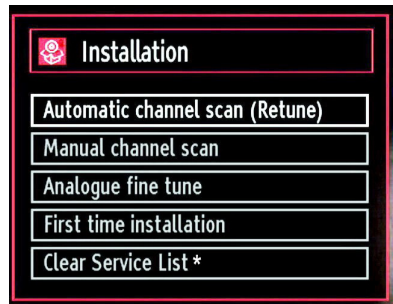 Installation
Automatic channel scan (Retune)
Manual channel scan
Analogue fine tune
First time installation
Clear Service List *